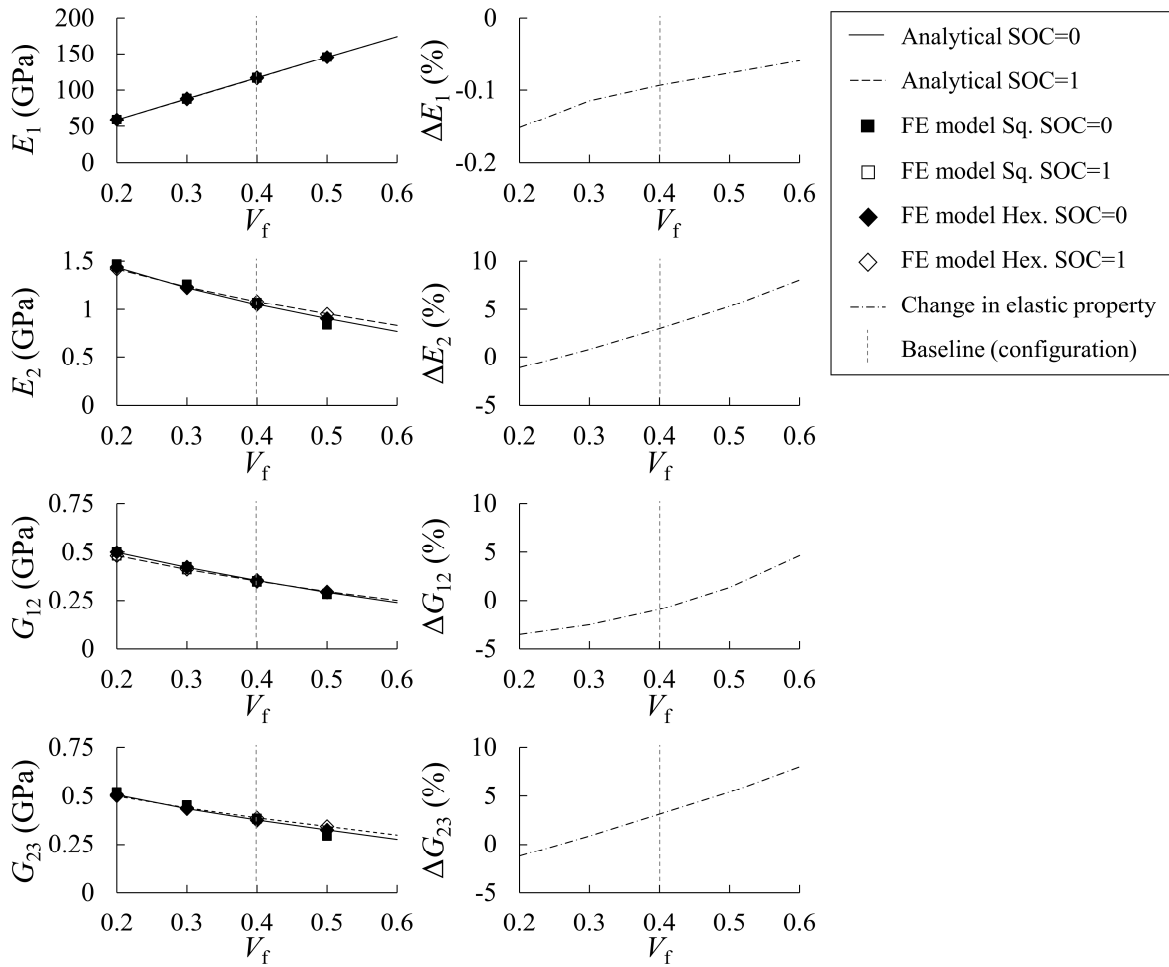 200
150
100
50
0
E1 (GPa)
0.2 0.3 0.4 0.5 0.6
Vf
0
-0.1
-0.2
ΔE1 (%)
0.2 0.3 0.4 0.5 0.6
Vf
1.5
1
0.5
0
E2 (GPa)
0.2 0.3 0.4 0.5 0.6
Vf
10
5
0
-5
ΔE2 (%)
0.2 0.3 0.4 0.5 0.6
Vf
0.75
0.5
0.25
0
G12 (GPa)
0.2 0.3 0.4 0.5 0.6
Vf
10
5
0
-5
ΔG12 (%)
0.2 0.3 0.4 0.5 0.6
Vf
0.75
0.5
0.25
0
G23 (GPa)
0.2 0.3 0.4 0.5 0.6
Vf
10
5
0
-5
ΔG23 (%)
0.2 0.3 0.4 0.5 0.6
Vf
Analytical SOC=0
Analytical SOC=1
FE model Sq. SOC=0
FE model Sq. SOC=1
FE model Hex. SOC=0
FE model Hex. SOC=1
Change in elastic property
Baseline (configuration)